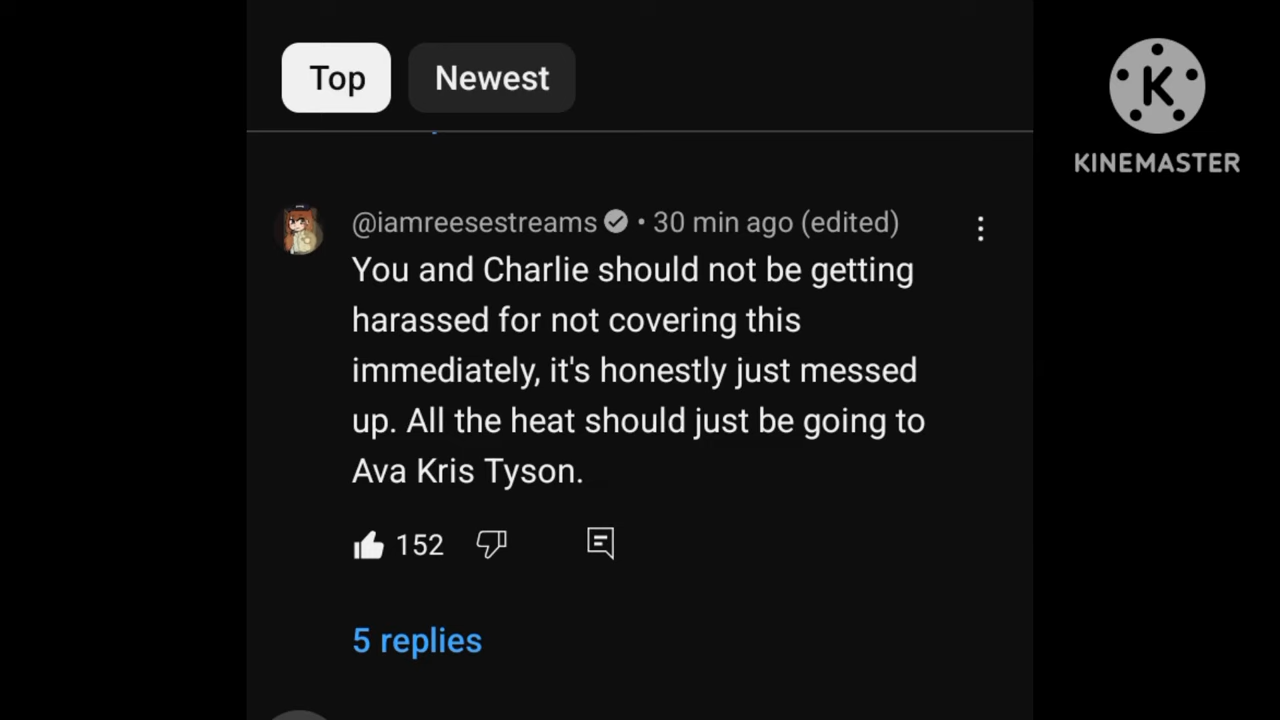 Top Newest
K
KINEMASTER
@iamreesestreams • 30 min ago (edited)
You and Charlie should not be getting
harassed for not covering this
immediately, it's honestly just messed
up. All the heat should just be going to
Ava Kris Tyson.
152
5 replies